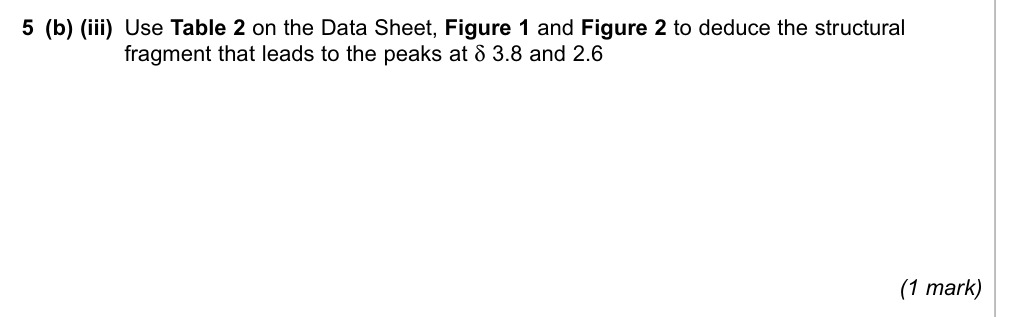 5 (b) (iii) Use Table 2 on the Data Sheet, Figure 1 and Figure 2 to deduce the structural
fragment that leads to the peaks at δ 3.8 and 2.6
(1 mark)